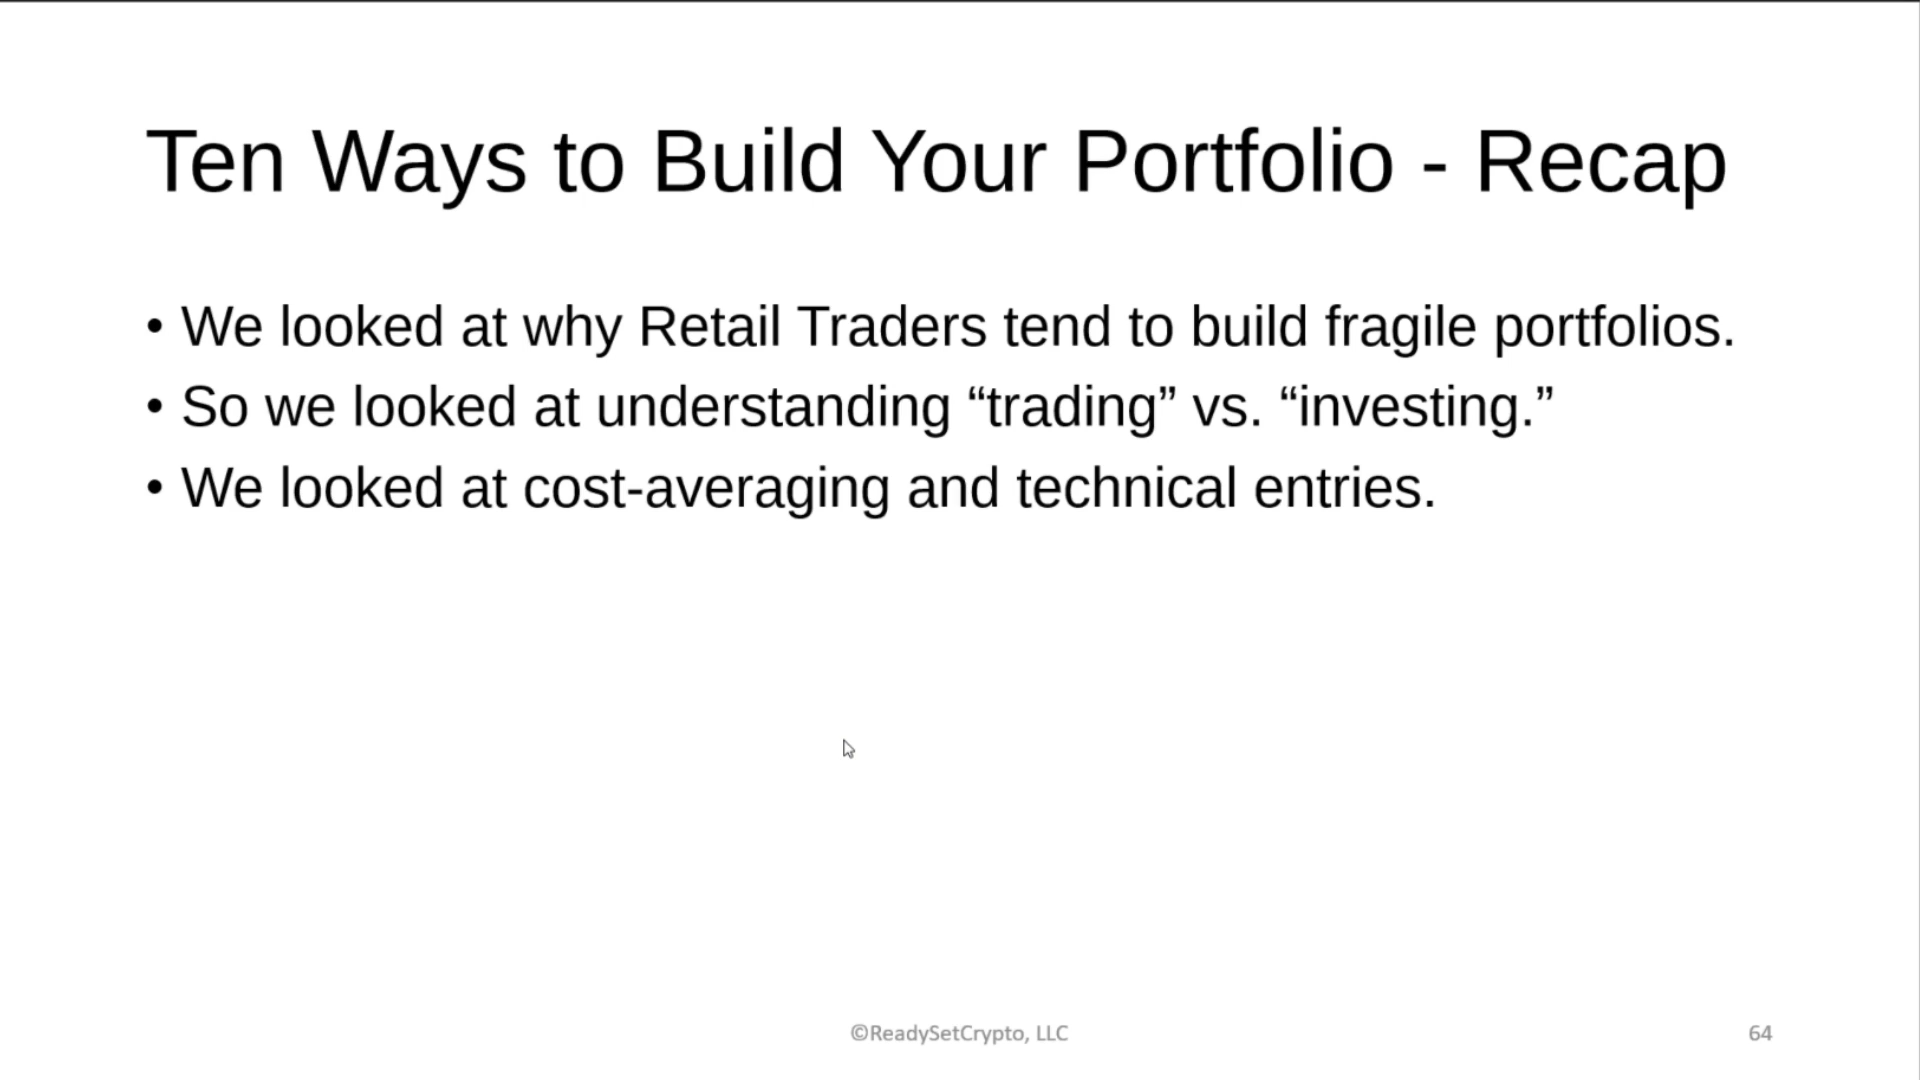 Ten Ways to Build Your Portfolio - Recap
• We looked at why Retail Traders tend to build fragile portfolios.
• So we looked at understanding “trading” vs. “investing.”
• We looked at cost-averaging and technical entries.
©ReadySetCrypto, LLC
64